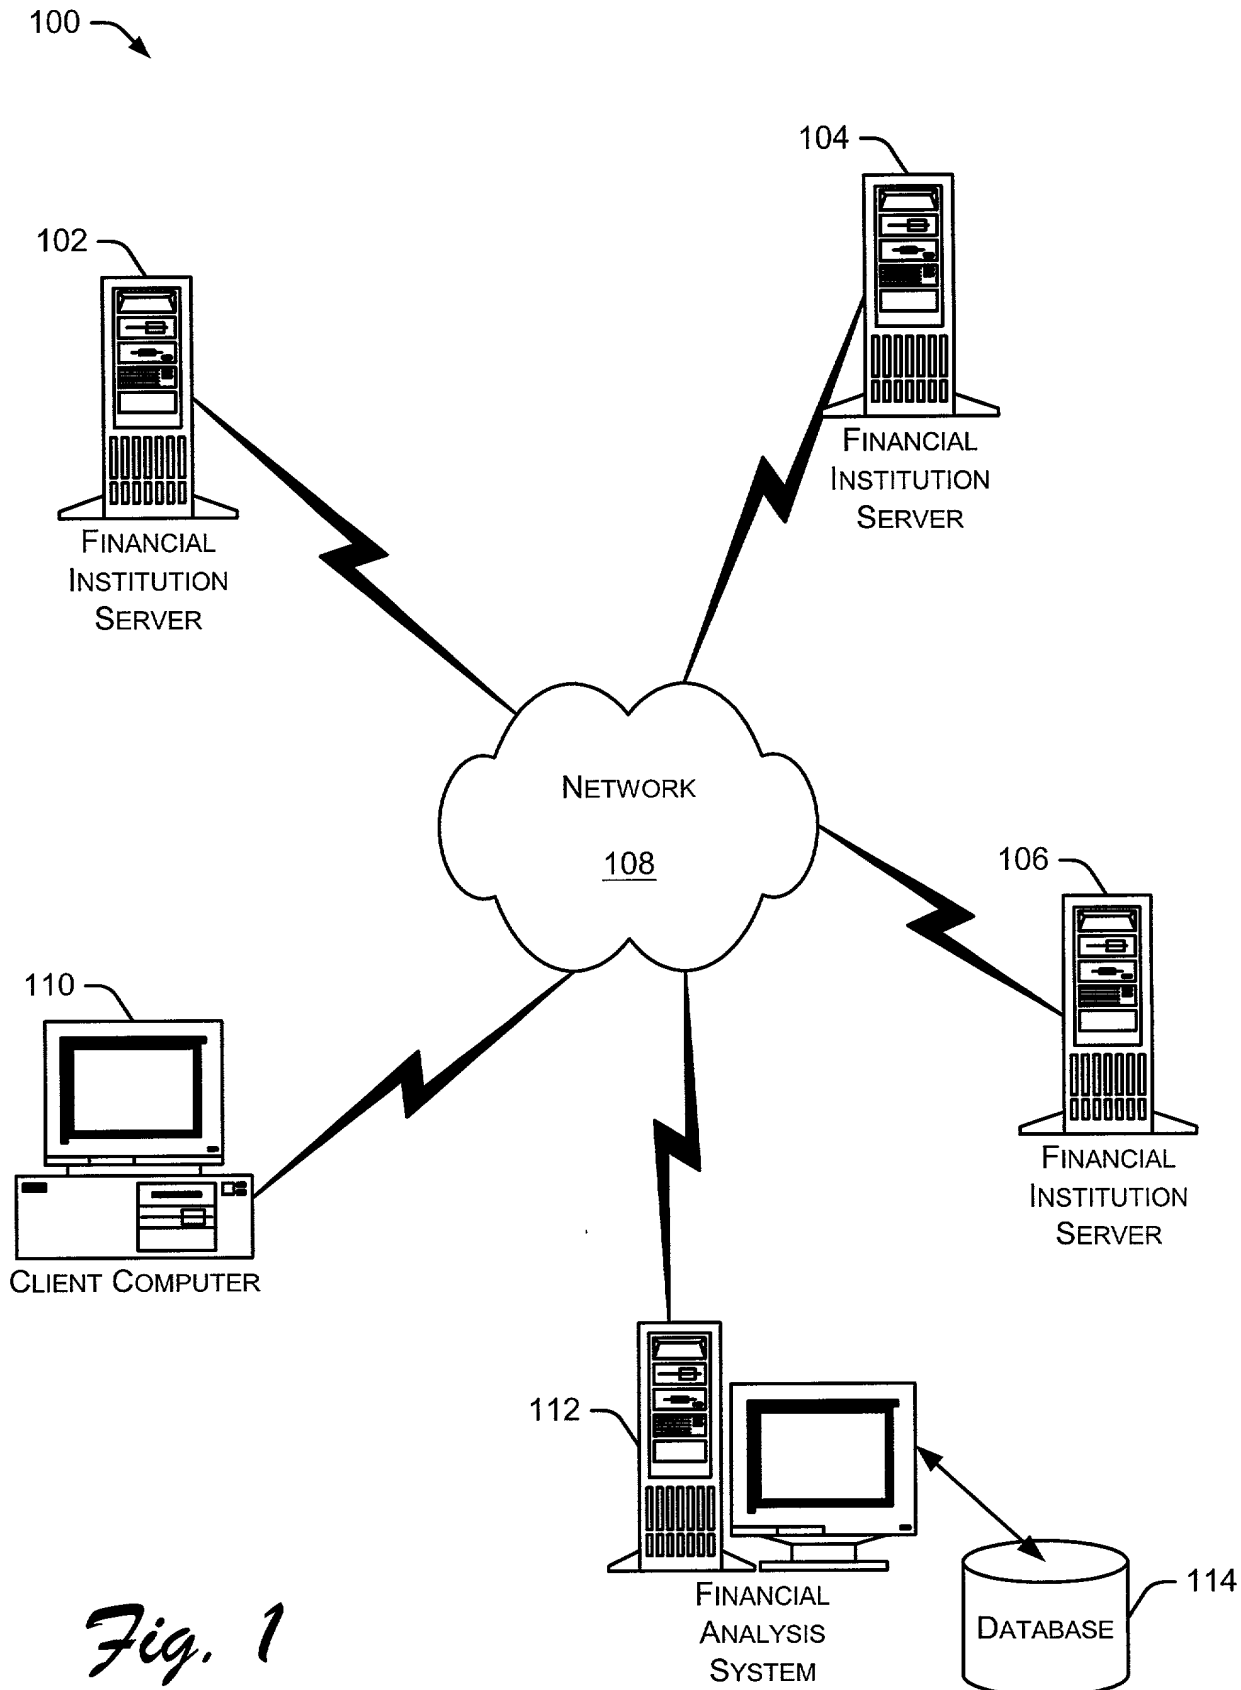 100
104
102
FINANCIAL
INSTITUTION
SERVER
FINANCIAL
INSTITUTION
SERVER
NETWORK
108
106
110
FINANCIAL
INSTITUTION
SERVER
CLIENT COMPUTER
112
FINANCIAL
ANALYSIS
SYSTEM
DATABASE
114
Fig. 1